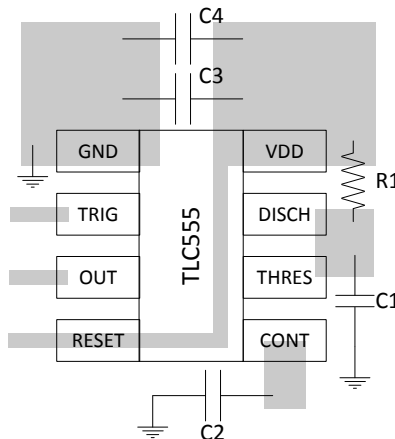 C4
C3
GND
VDD
R1
TRIG
DISCH
TLC555
OUT
THRES
C1
RESET
CONT
C2